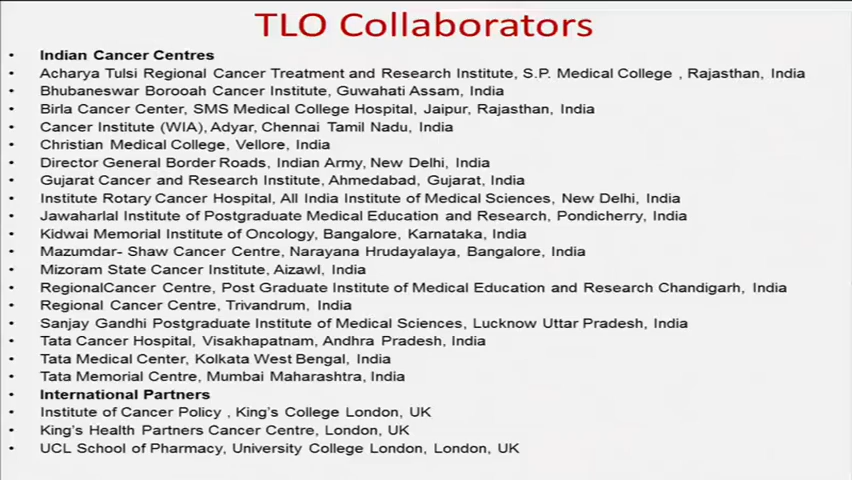 TLO Collaborators
• Indian Cancer Centres
• Acharya Tulsi Regional Cancer Treatment and Research Institute, S.P. Medical College , Rajasthan, India
• Bhubaneswar Borooah Cancer Institute, Guwahati Assam, India
• Birla Cancer Center, SMS Medical College Hospital, Jaipur, Rajasthan, India
• Cancer Institute (WIA), Adyar, Chennai Tamil Nadu, India
• Christian Medical College, Vellore, India
• Director General Border Roads, Indian Army, New Delhi, India
• Gujarat Cancer and Research Institute, Ahmedabad, Gujarat, India
• Institute Rotary Cancer Hospital, All India Institute of Medical Sciences, New Delhi, India
• Jawaharlal Institute of Postgraduate Medical Education and Research, Pondicherry, India
• Kidwai Memorial Institute of Oncology, Bangalore, Karnataka, India
• Mazumdar- Shaw Cancer Centre, Narayana Hrudayalaya, Bangalore, India
• Mizoram State Cancer Institute, Aizawl, India
• RegionalCancer Centre, Post Graduate Institute of Medical Education and Research Chandigarh, India
• Regional Cancer Centre, Trivandrum, India
• Sanjay Gandhi Postgraduate Institute of Medical Sciences, Lucknow Uttar Pradesh, India
• Tata Cancer Hospital, Visakhapatnam, Andhra Pradesh, India
• Tata Medical Center, Kolkata West Bengal, India
• Tata Memorial Centre, Mumbai Maharashtra, India
• International Partners
• Institute of Cancer Policy , King's College London, UK
• King's Health Partners Cancer Centre, London, UK
• UCL School of Pharmacy, University College London, London, UK